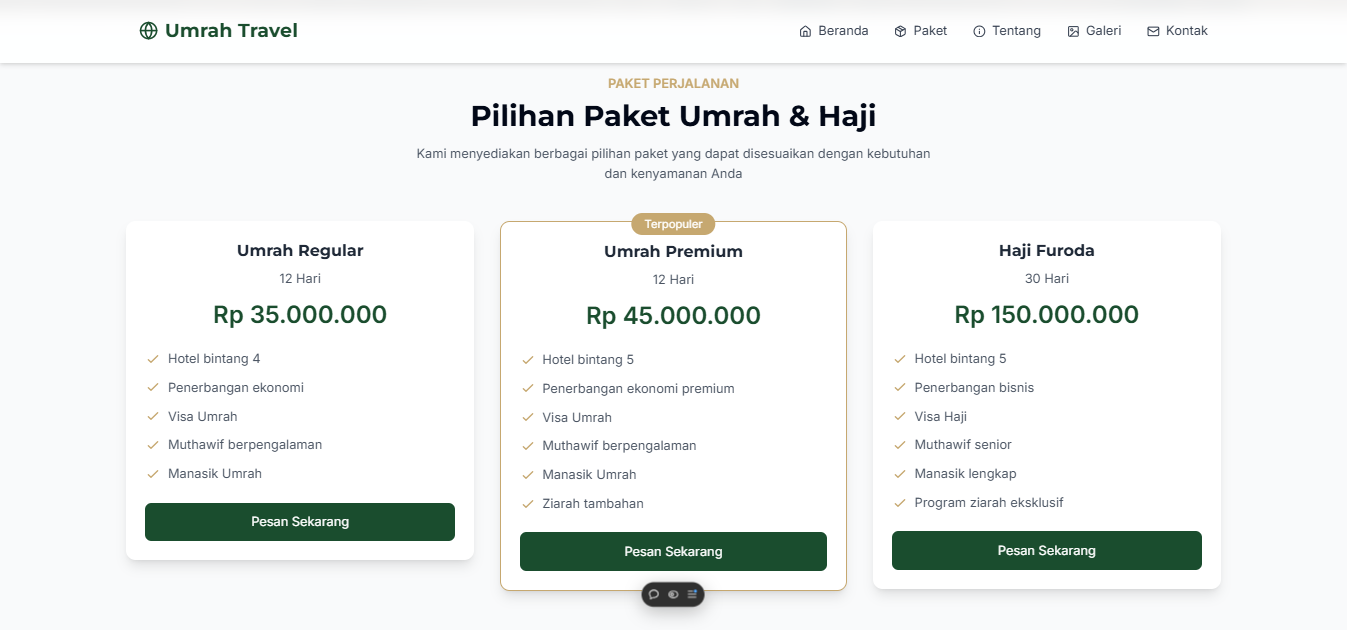 Umrah Travel
Beranda
Paket
Tentang
Galeri
Kontak
PAKET PERJALANAN
Pilihan Paket Umrah & Haji
Kami menyediakan berbagai pilihan paket yang dapat disesuaikan dengan kebutuhan
dan kenyamanan Anda
Umrah Regular
12 Hari
Rp 35.000.000
Hotel bintang 4
Penerbangan ekonomi
Visa Umrah
Muthawif berpengalaman
Manasik Umrah
Pesan Sekarang
Terpopuler
Umrah Premium
12 Hari
Rp 45.000.000
Hotel bintang 5
Penerbangan ekonomi premium
Visa Umrah
Muthawif berpengalaman
Manasik Umrah
Ziarah tambahan
Pesan Sekarang
Haji Furoda
30 Hari
Rp 150.000.000
Hotel bintang 5
Penerbangan bisnis
Visa Haji
Muthawif senior
Manasik lengkap
Program ziarah eksklusif
Pesan Sekarang